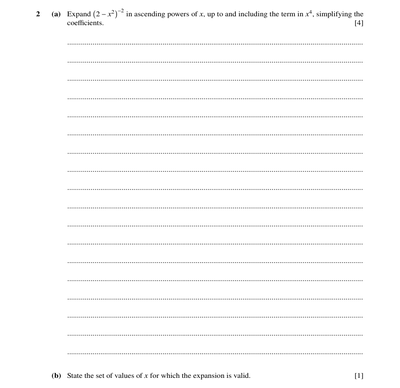 2 (a) Expand (2 – x²)⁻² in ascending powers of x, up to and including the term in x⁴, simplifying the
coefficients. [4]
(b) State the set of values of x for which the expansion is valid. [1]